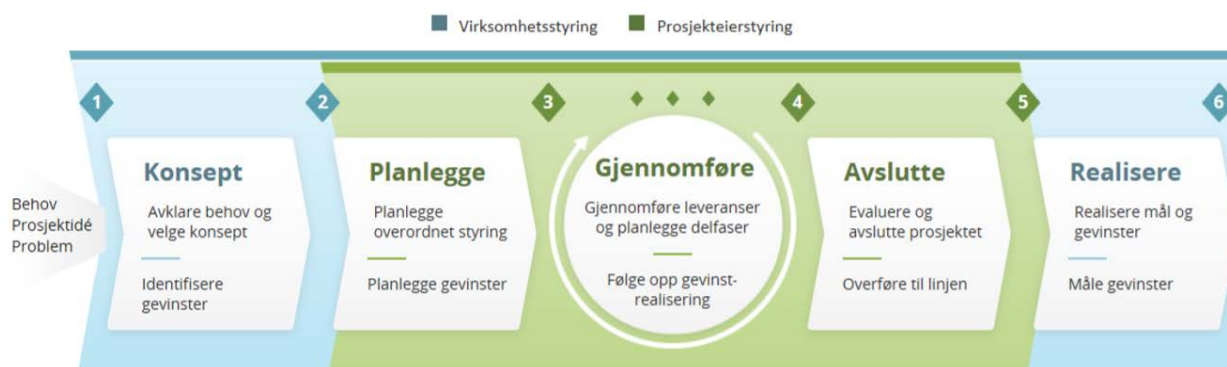 Virksomhetsstyring
Prosjekteierstyring
1
2
3
4
5
6
Behov
Prosjektidé
Problem
Konsept
Avklare behov og
velge konsept
Identifisere
gevinster
Planlegge
Planlegge
overordnet styring
Planlegge gevinster
Gjennomføre
Gjennomføre leveranser
og planlegge delfaser
Følge opp gevinst-
realisering
Avslutte
Evaluere og
avslutte prosjektet
Overføre til linjen
Realisere
Realisere mål og
gevinster
Måle gevinster